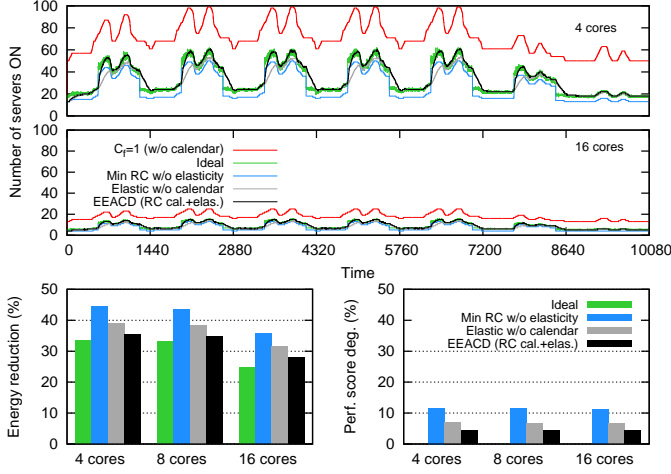 Number of servers ON
100
80
60
40
20
0
4 cores
100
80
60
40
20
0
16 cores
C_f=1 (w/o calendar)
Ideal
Min RC w/o elasticity
Elastic w/o calendar
EEACD (RC cal.+elas.)
0 1440 2880 4320 5760 7200 8640 10080
Time
Energy reduction (%)
50
40
30
20
10
0
4 cores 8 cores 16 cores
Perf. score deg. (%)
50
40
30
20
10
0
Ideal
Min RC w/o elasticity
Elastic w/o calendar
EEACD (RC cal.+elas.)
4 cores 8 cores 16 cores